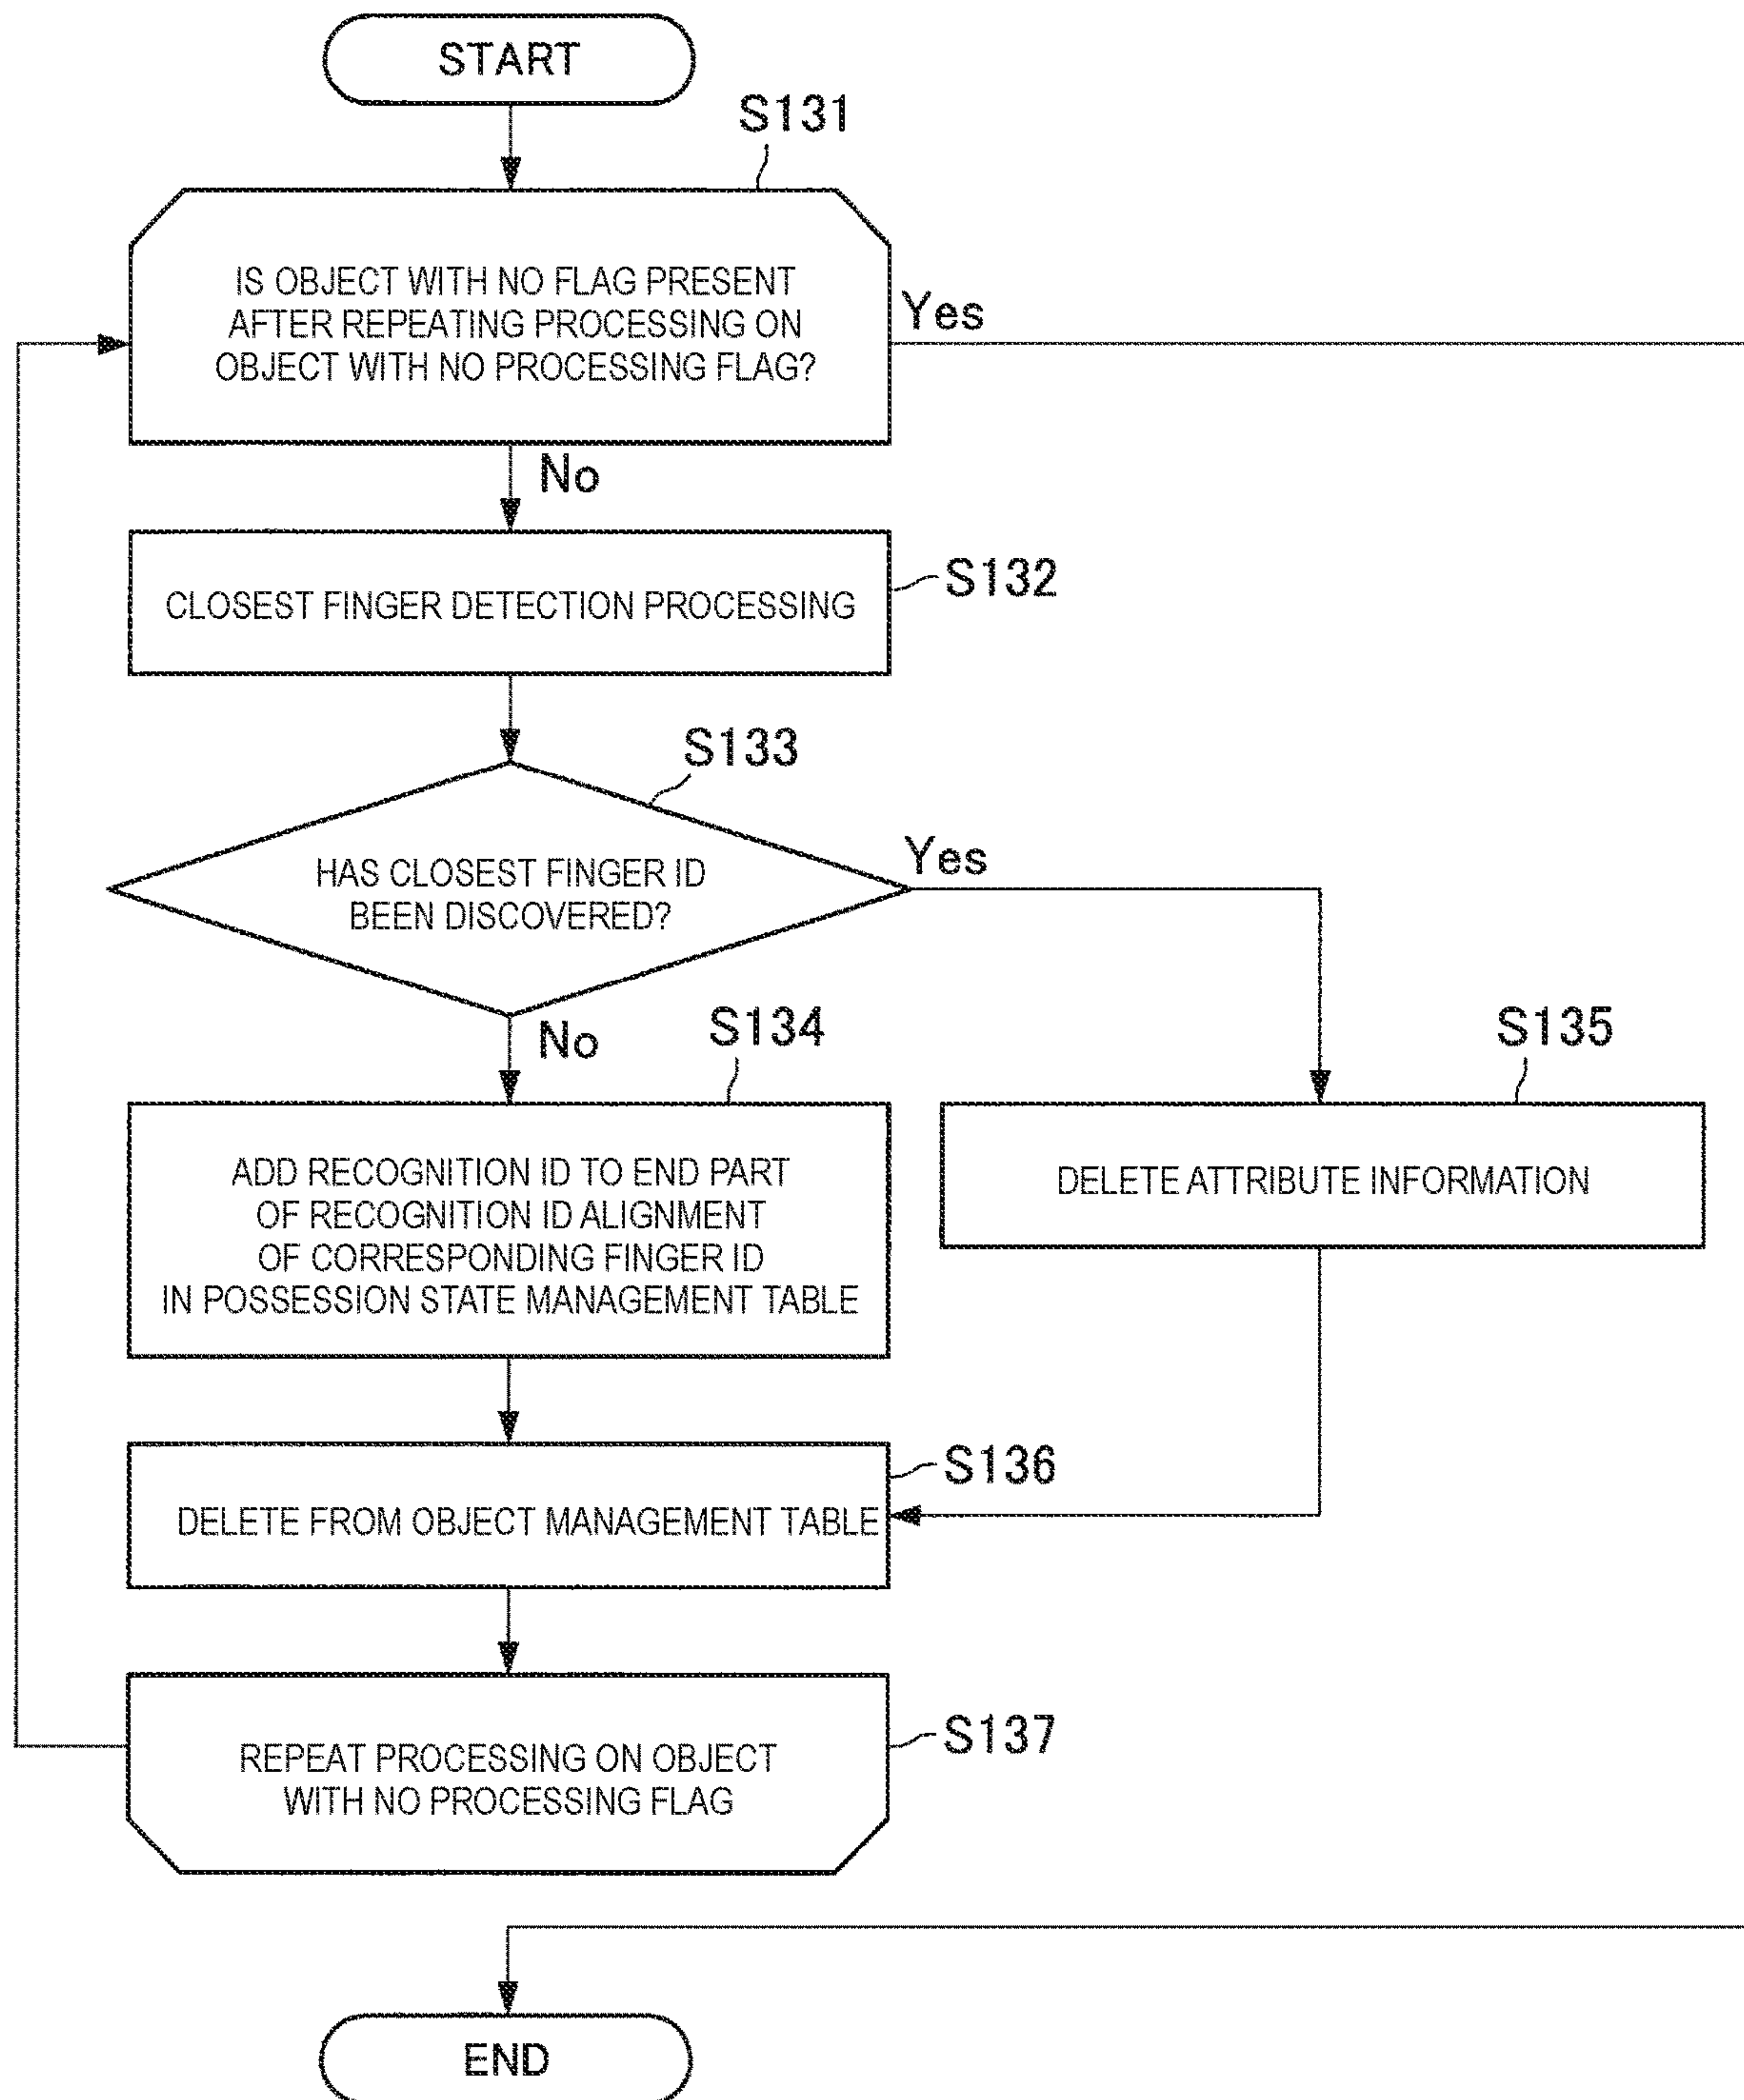 START
S131
IS OBJECT WITH NO FLAG PRESENT
AFTER REPEATING PROCESSING ON
OBJECT WITH NO PROCESSING FLAG?
Yes
No
CLOSEST FINGER DETECTION PROCESSING
S132
S133
HAS CLOSEST FINGER ID
BEEN DISCOVERED?
Yes
No
S134
S135
ADD RECOGNITION ID TO END PART
OF RECOGNITION ID ALIGNMENT
OF CORRESPONDING FINGER ID
IN POSSESSION STATE MANAGEMENT TABLE
DELETE ATTRIBUTE INFORMATION
S136
DELETE FROM OBJECT MANAGEMENT TABLE
S137
REPEAT PROCESSING ON OBJECT
WITH NO PROCESSING FLAG
END